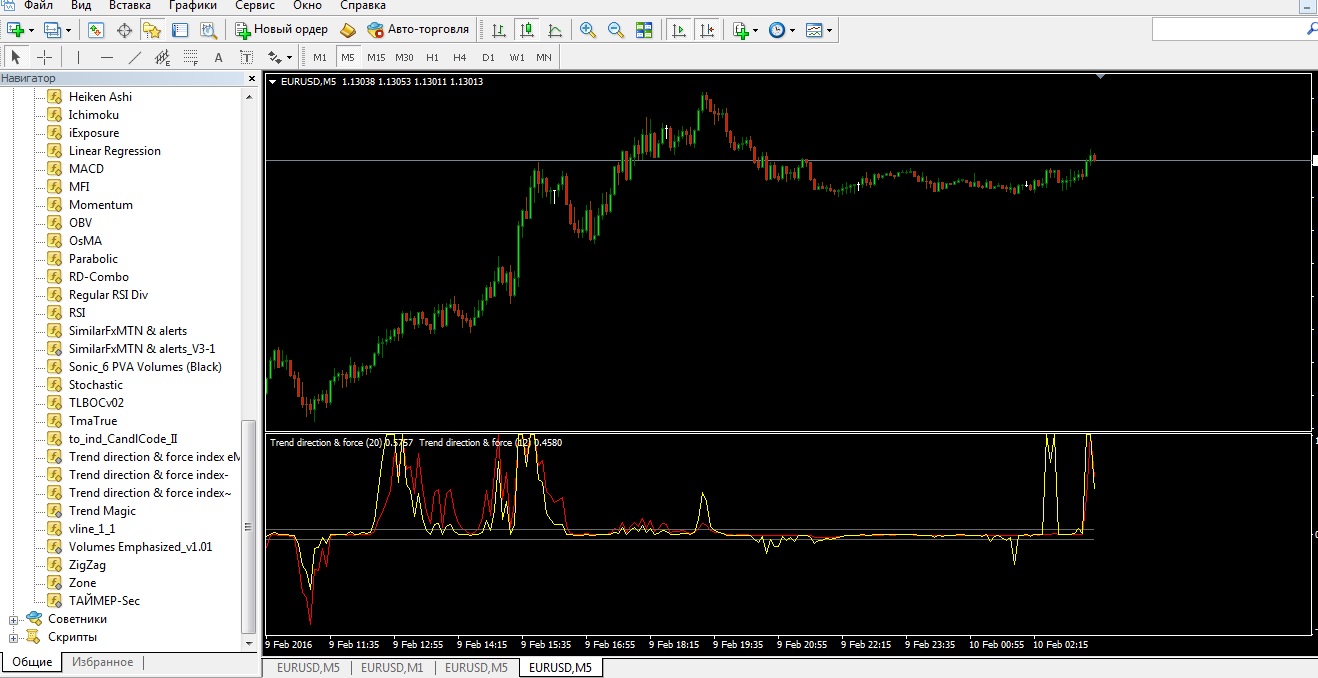 Файл Вид Вставка Графики Сервис Окно Справка
Новый ордер Авто-торговля
A T M1 M5 M15 M30 H1 H4 D1 W1 MN
Навигатор
Heiken Ashi
Ichimoku
iExposure
Linear Regression
MACD
MFI
Momentum
OBV
OsMA
Parabolic
RD-Combo
Regular RSI Div
RSI
SimilarFxMTN & alerts
SimilarFxMTN & alerts_V3-1
Sonic_6 PVA Volumes (Black)
Stochastic
TLBOCv02
TmaTrue
to_ind_CandlCode_II
Trend direction & force index eM
Trend direction & force index-
Trend direction & force index~
Trend Magic
vline_1_1
Volumes Emphasized_v1.01
ZigZag
Zone
ТАЙМЕР-Sec
Советники
Скрипты
Общие Избранное
EURUSD,M5 1.13038 1.13053 1.13011 1.13013
Trend direction & force (20) 0.5757 Trend direction & force (12) 0.4580
9 Feb 2016 9 Feb 11:35 9 Feb 12:55 9 Feb 14:15 9 Feb 15:35 9 Feb 16:55 9 Feb 18:15 9 Feb 19:35 9 Feb 20:55 9 Feb 22:15 9 Feb 23:35 10 Feb 00:55 10 Feb 02:15
EURUSD,M5 EURUSD,M1 EURUSD,M5 EURUSD,M5